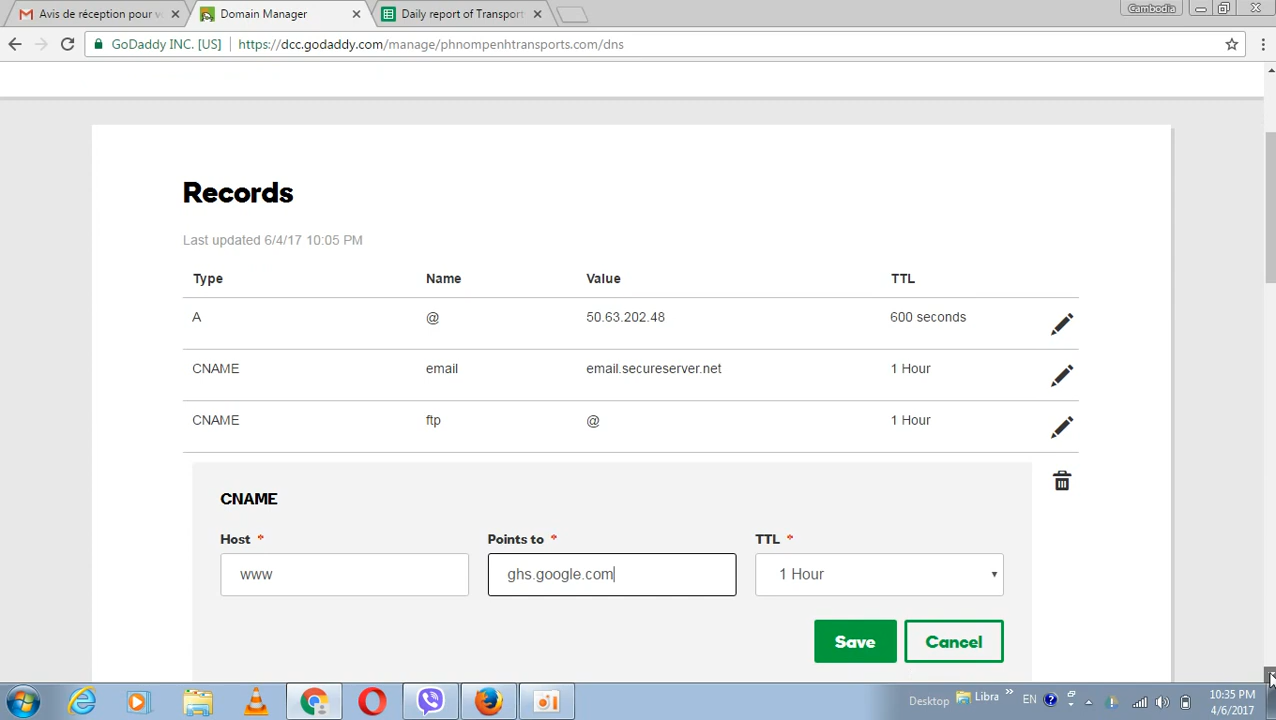 Avis de réception pour vo
Domain Manager
Daily report of Transport
Cambodia
GoDaddy INC. [US]
https://dcc.godaddy.com/manage/phnompenhtransports.com/dns
Records
Last updated 6/4/17 10:05 PM
Type Name Value TTL
A @ 50.63.202.48 600 seconds
CNAME email email.secureserver.net 1 Hour
CNAME ftp @ 1 Hour
CNAME
Host * Points to * TTL *
www ghs.google.com 1 Hour
Save Cancel
Desktop Libra » EN 10:35 PM
4/6/2017